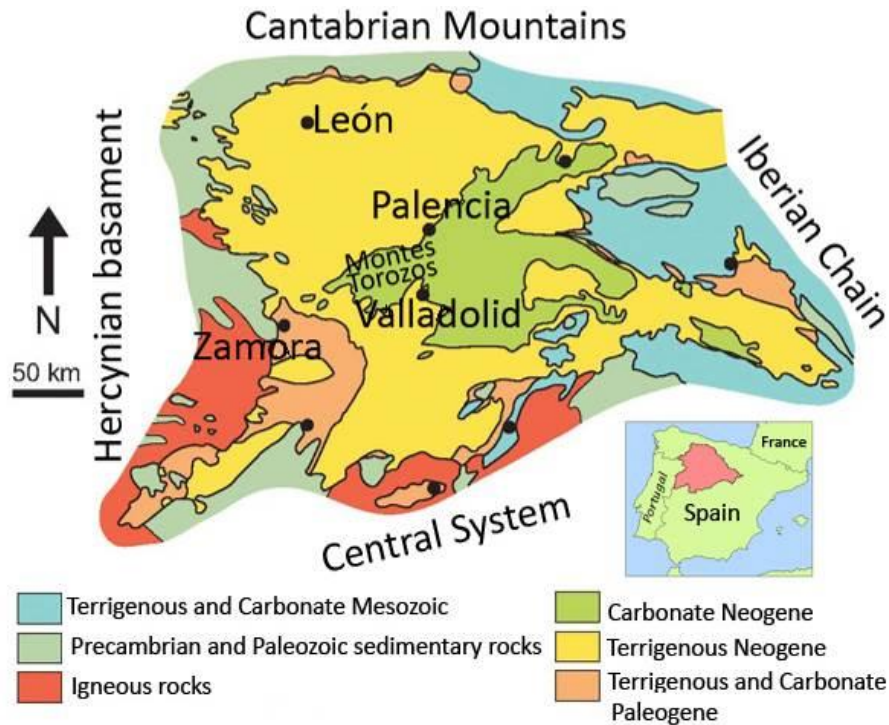 Cantabrian Mountains
León
Hercynian basament
Iberian Chain
Palencia
Montes
Torozos
Valladolid
Zamora
N
50 km
Central System
France
Portugal
Spain
Terrigenous and Carbonate Mesozoic
Precambrian and Paleozoic sedimentary rocks
Igneous rocks
Carbonate Neogene
Terrigenous Neogene
Terrigenous and Carbonate
Paleogene